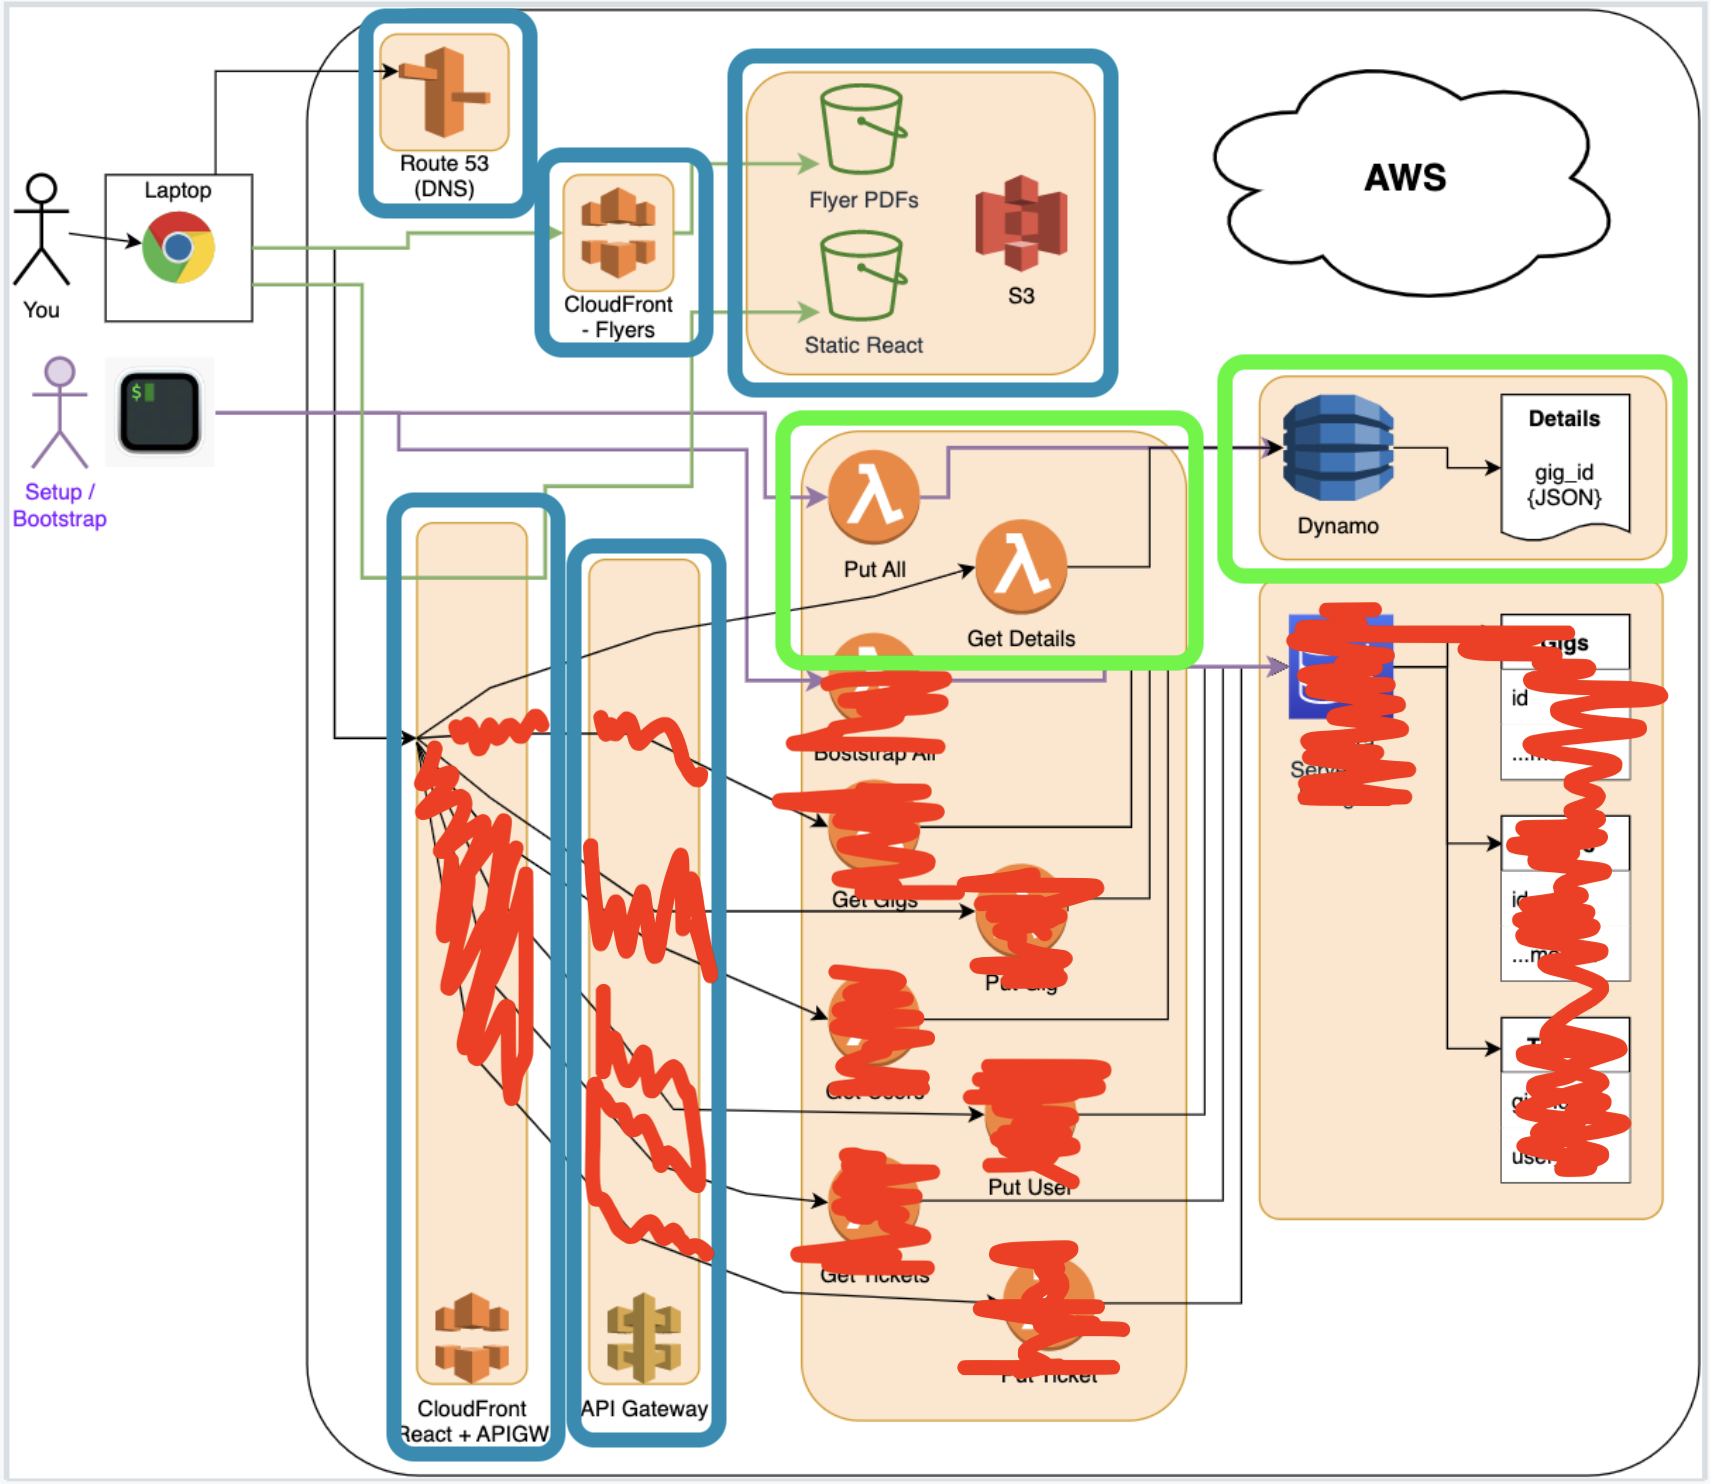 Route 53
(DNS)
Laptop
You
CloudFront
- Flyers
Flyer PDFs
Static React
S3
AWS
$
Setup /
Bootstrap
Put All
Get Details
Dynamo
Details
gig_id
{JSON}
Gigs
id
Bootstrap All
Get Gigs
Put Gig
id
Get Users
Put User
Get Tickets
Put Ticket
CloudFront
React + APIGW
API Gateway